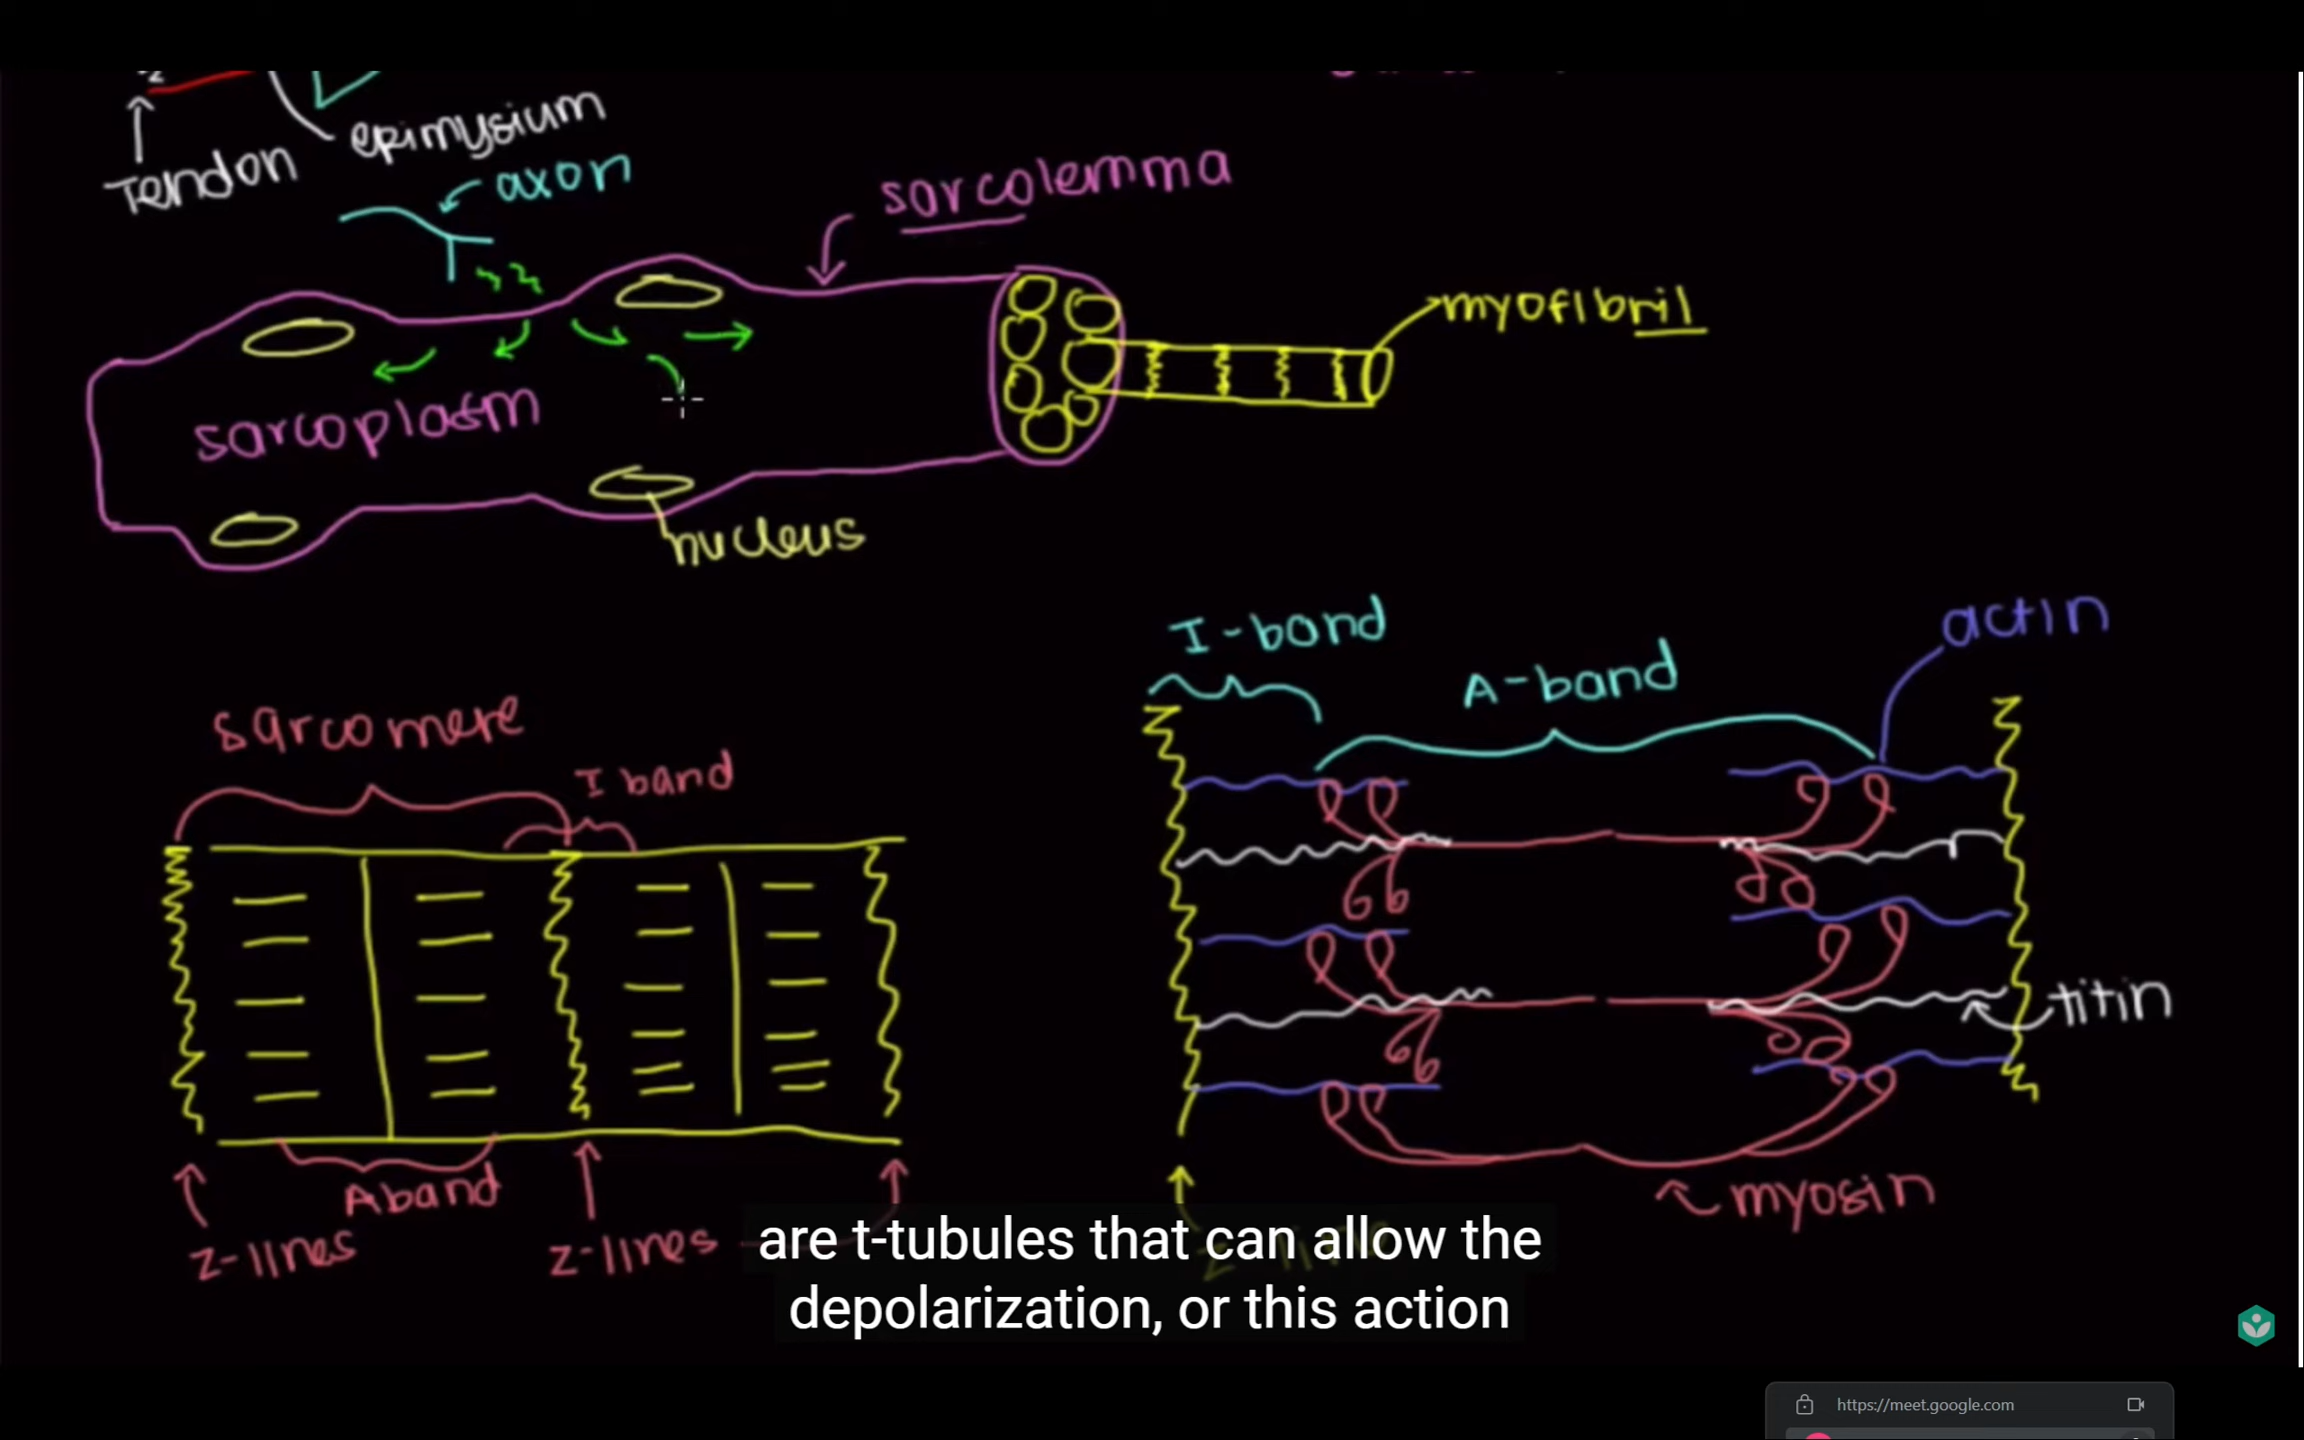 Tendon
epimysium
axon
sarcolemma
myofibril
sarcoplasm
nucleus
I-band
actin
A-band
sarcomere
I band
titin
A band
myosin
z-lines
z-lines
are t-tubules that can allow the
depolarization, or this action
https://meet.google.com